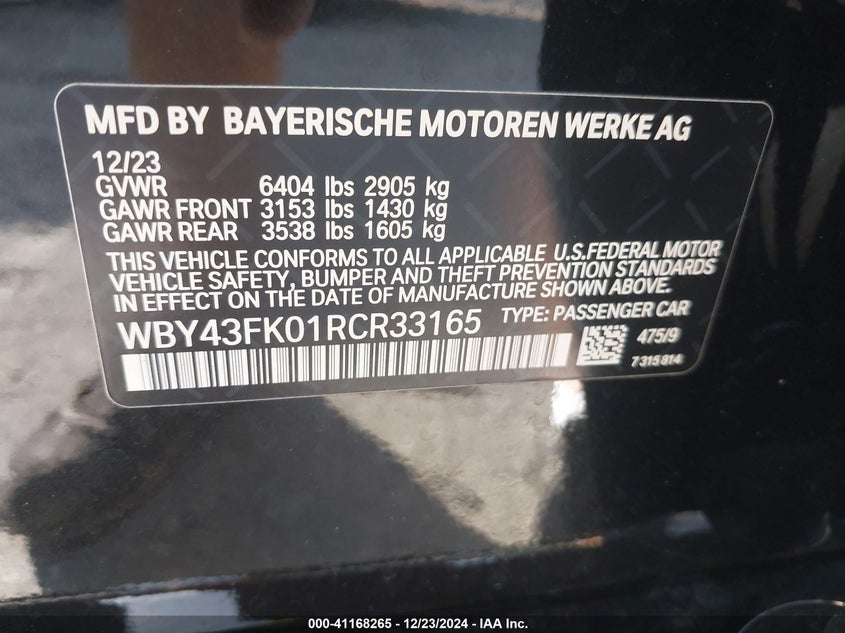 MFD BY BAYERISCHE MOTOREN WERKE AG
12/23
GVWR 6404 lbs 2905 kg
GAWR FRONT 3153 lbs 1430 kg
GAWR REAR 3538 lbs 1605 kg
THIS VEHICLE CONFORMS TO ALL APPLICABLE U.S.FEDERAL MOTOR
VEHICLE SAFETY, BUMPER AND THEFT PREVENTION STANDARDS
IN EFFECT ON THE DATE OF MANUFACTURE SHOWN ABOVE.
WBY43FK01RCR33165 TYPE: PASSENGER CAR
475/9
7315814
000-41168265 - 12/23/2024 - IAA Inc.